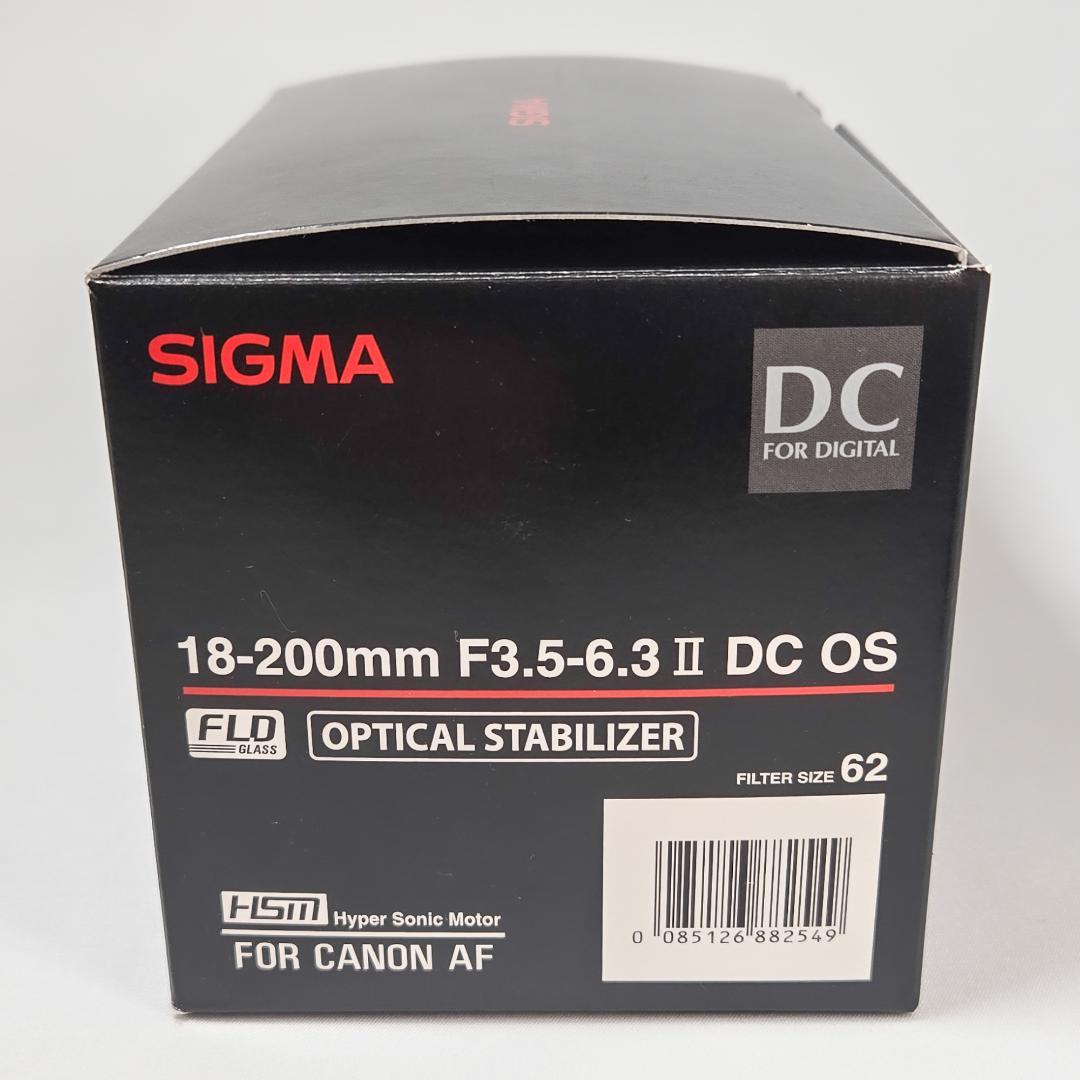 SIGMA
SIGMA
DC
FOR DIGITAL
18-200mm F3.5-6.3 II DC OS
FLD
GLASS
OPTICAL STABILIZER
FILTER SIZE 62
HSM Hyper Sonic Motor
FOR CANON AF
0 085126 882549